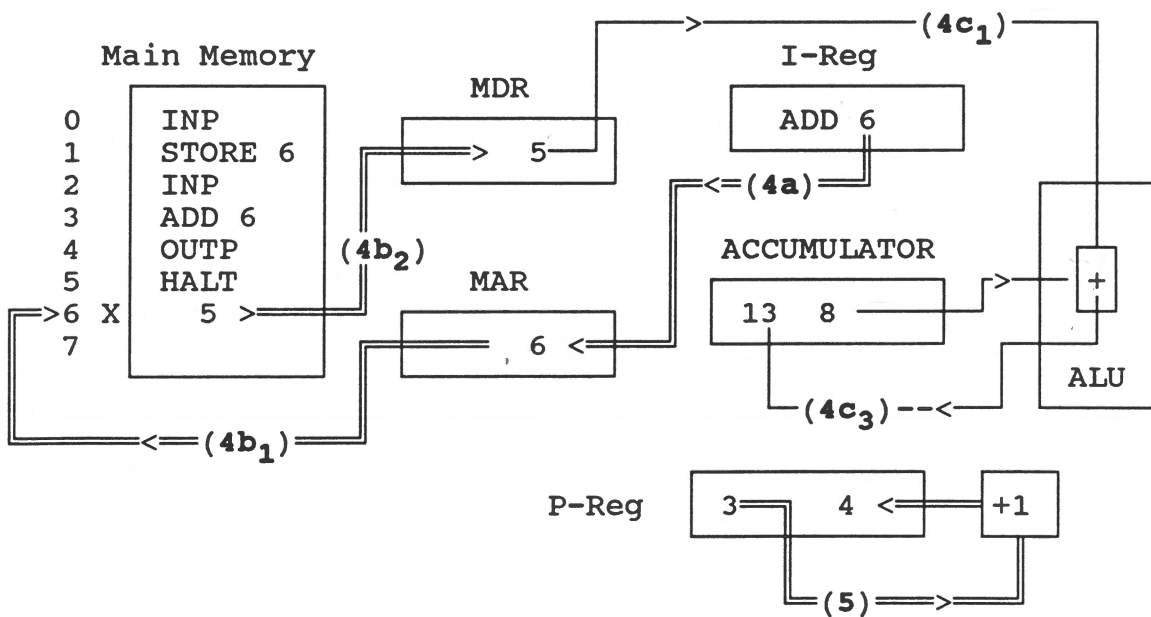 (4c1)
Main Memory
I-Reg
MDR
0 INP
1 STORE 6
2 INP
3 ADD 6
4 OUTP
5 HALT
6 X 5
7
5
ADD 6
(4a)
(4b2)
ACCUMULATOR
MAR
13 8
+
6
ALU
(4c3)
(4b1)
P-Reg
3 4
+1
(5)